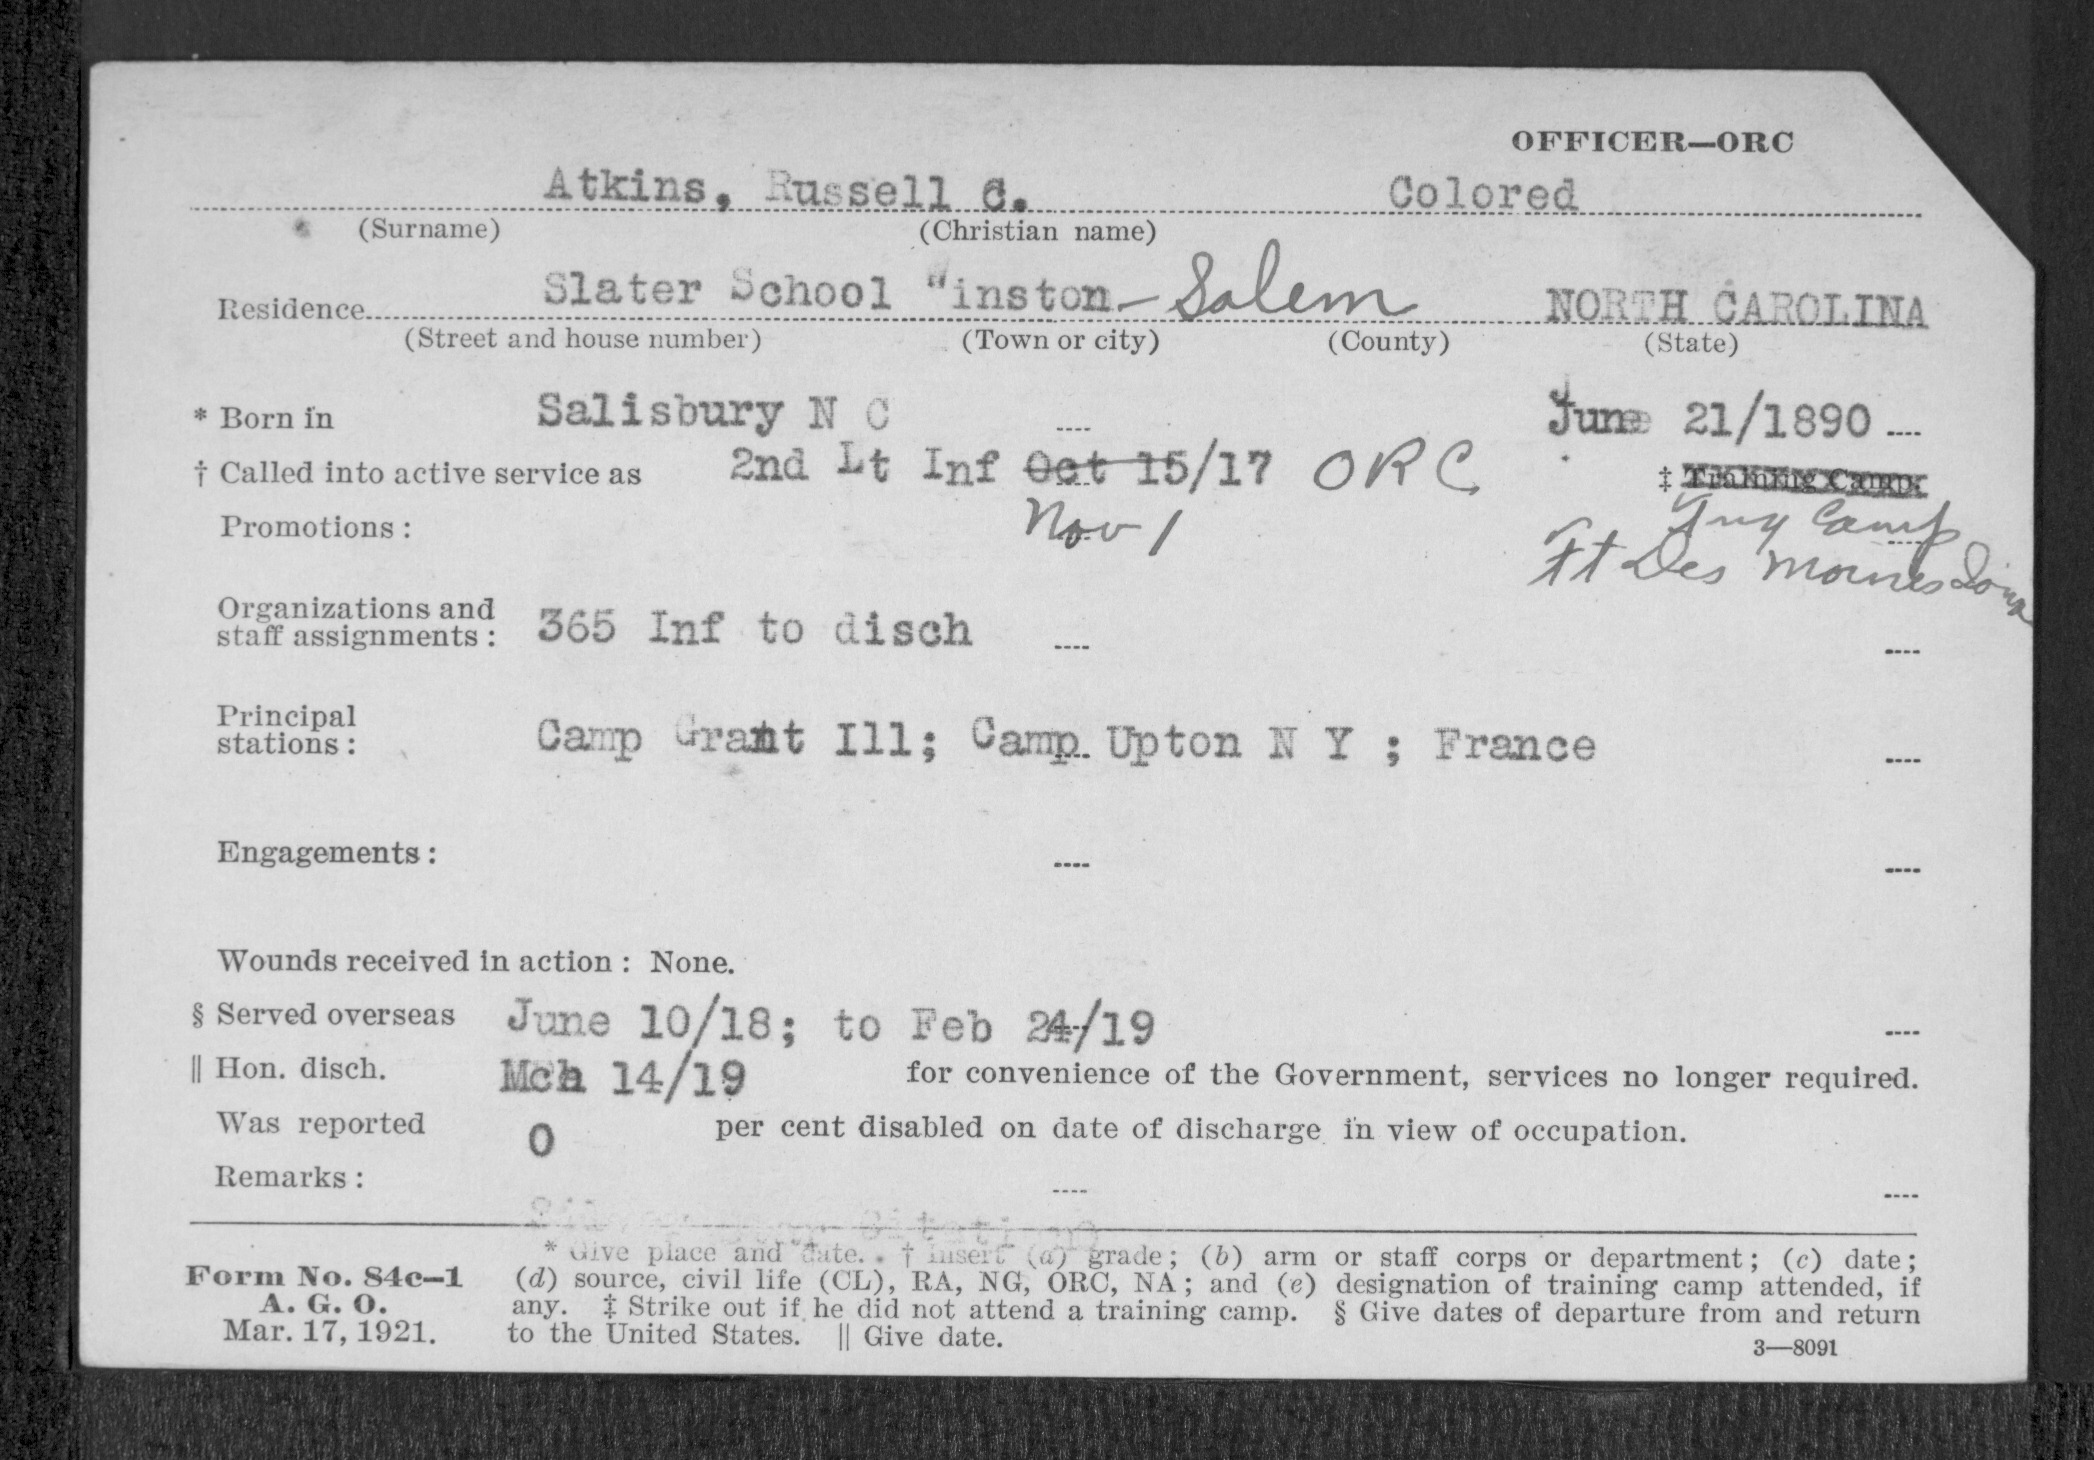 OFFICER—ORC
Atkins, Russell C. Colored
(Surname) (Christian name)
Residence Slater School "inston-Salem NORTH CAROLINA
(Street and house number) (Town or city) (County) (State)
* Born in Salisbury N C June 21/1890
† Called into active service as 2nd Lt Inf Oct 15/17 ORC ‡ Training Camp:
Promotions: Nov 1 Tng Camp
Ft Des Moines Iowa
Organizations and
staff assignments: 365 Inf to disch
Principal
stations: Camp Grant Ill; Camp Upton N Y ; France
Engagements:
Wounds received in action: None.
§ Served overseas June 10/18; to Feb 24/19
|| Hon. disch. Mch 14/19 for convenience of the Government, services no longer required.
Was reported 0 per cent disabled on date of discharge in view of occupation.
Remarks:
Citation
* Give place and date. † Insert (a) grade; (b) arm or staff corps or department; (c) date;
Form No. 84c–1 (d) source, civil life (CL), RA, NG, ORC, NA; and (e) designation of training camp attended, if
A. G. O. any. ‡ Strike out if he did not attend a training camp. § Give dates of departure from and return
Mar. 17, 1921. to the United States. || Give date.
3—8091